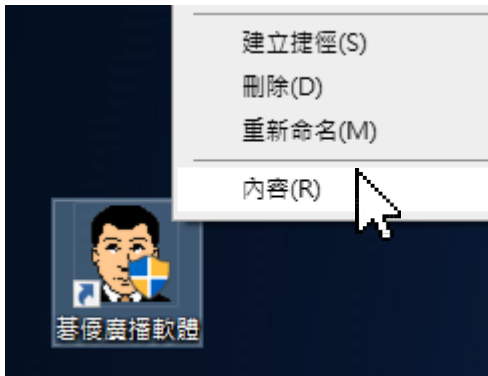 建立捷徑(S)
刪除(D)
重新命名(M)
內容(R)
碁優廣播軟體